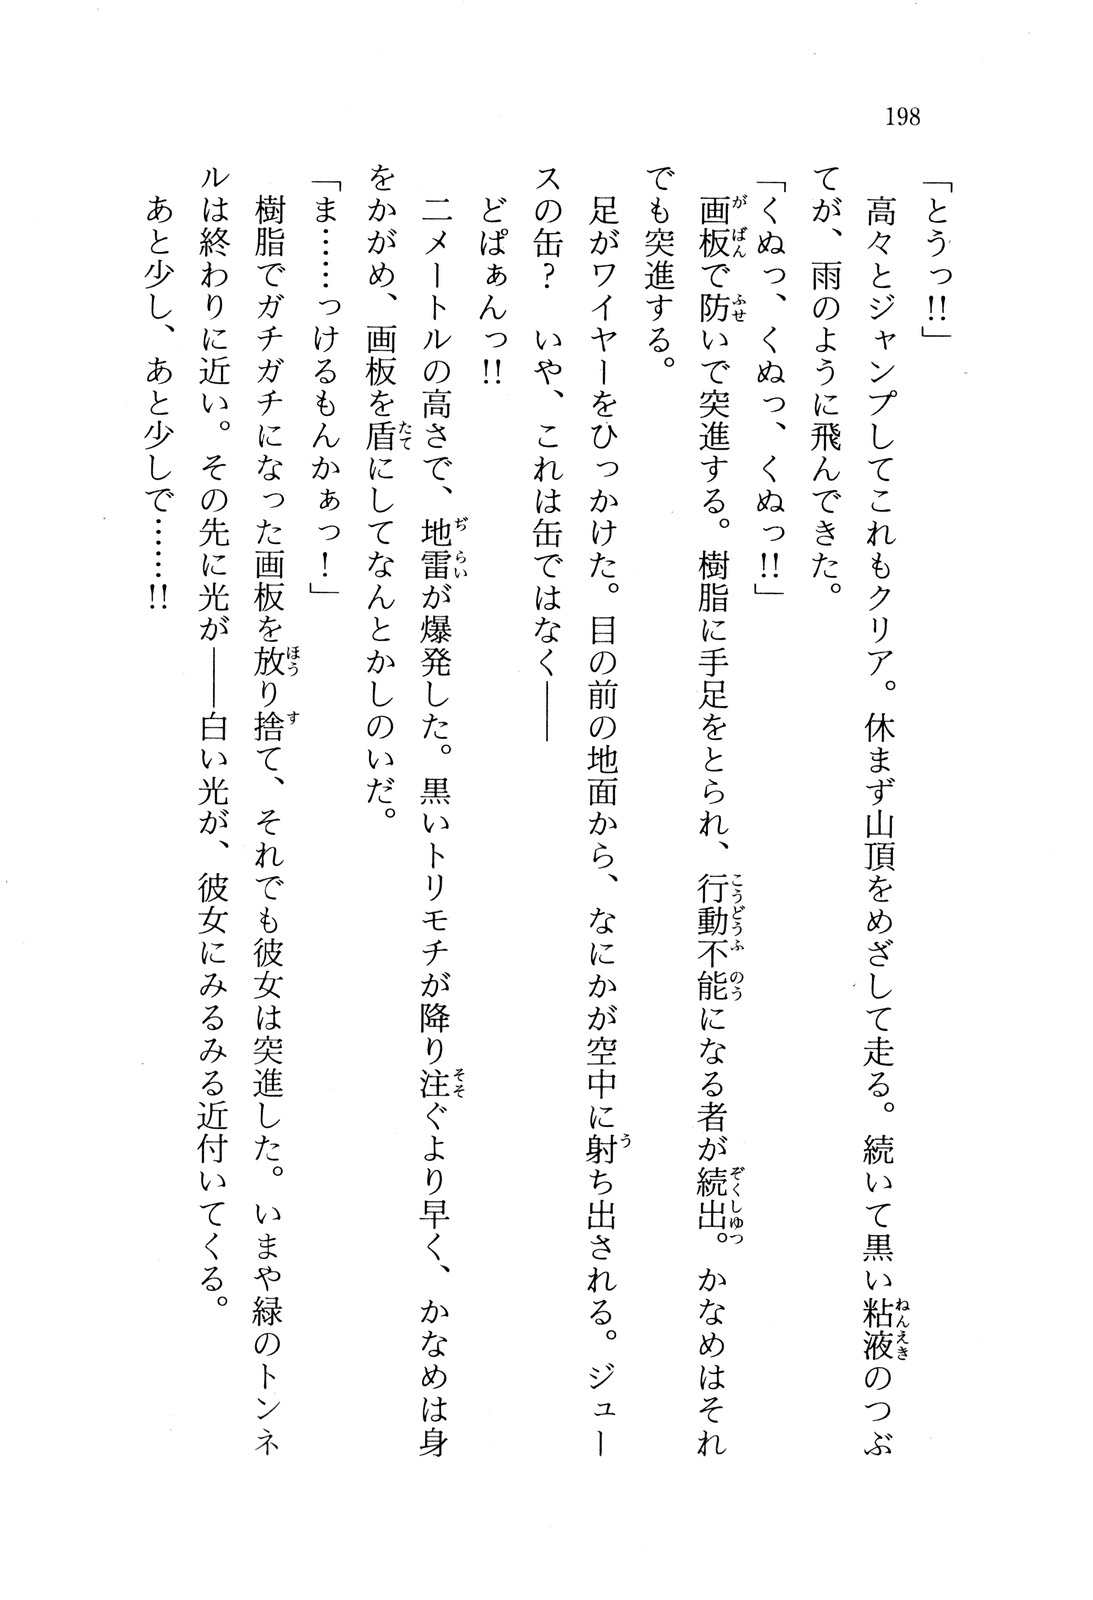 198
「とうっ!!」
高々とジャンプしてこれもクリア。休まず山頂をめざして走る。続いて黒い粘液のつぶ
てが、雨のように飛んできた。
「くぬっ、くぬっ、くぬっ!!」
画板で防いで突進する。樹脂に手足をとられ、行動不能になる者が続出。かなめはそれ
でも突進する。
足がワイヤーをひっかけた。目の前の地面から、なにかが空中に射ち出される。ジュー
スの缶? いや、これは缶ではなく――
どぱぁんっ!!
二メートルの高さで、地雷が爆発した。黒いトリモチが降り注ぐより早く、かなめは身
をかがめ、画板を盾にしてなんとかしのいだ。
「ま……っけるもんかぁっ!」
樹脂でガチガチになった画板を放り捨て、それでも彼女は突進した。いまや緑のトンネ
ルは終わりに近い。その先に光が――白い光が、彼女にみるみる近付いてくる。
あと少し、あと少しで……!!